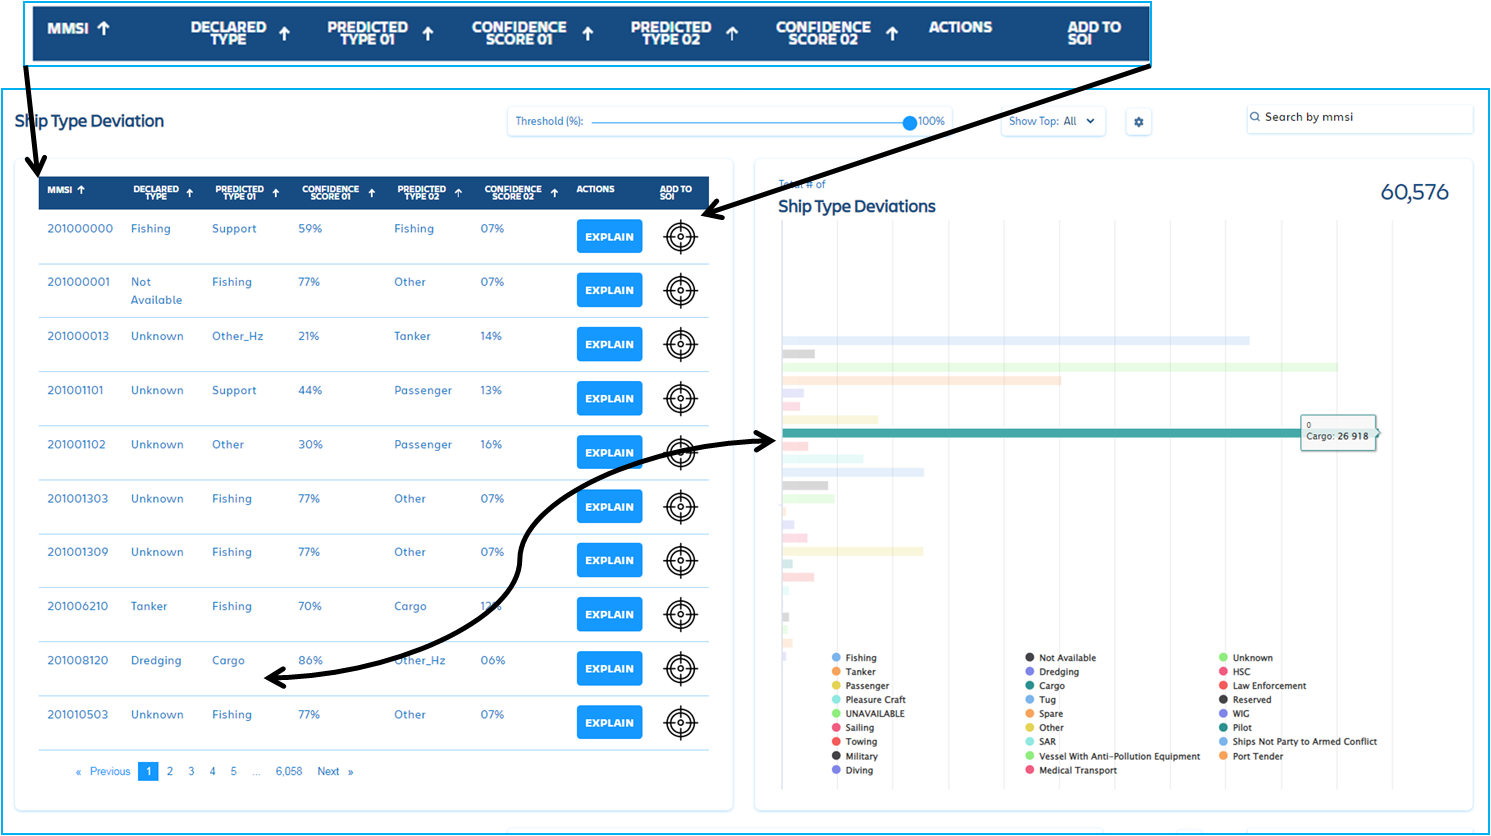 MMSI ↑ DECLARED TYPE ↑ PREDICTED TYPE 01 ↑ CONFIDENCE SCORE 01 ↑ PREDICTED TYPE 02 ↑ CONFIDENCE SCORE 02 ↑ ACTIONS ADD TO SOI
Ship Type Deviation
Threshold (%): 100%
Show Top: All
Search by mmsi
MMSI ↑ DECLARED TYPE ↑ PREDICTED TYPE 01 ↑ CONFIDENCE SCORE 01 ↑ PREDICTED TYPE 02 ↑ CONFIDENCE SCORE 02 ↑ ACTIONS ADD TO SOI
201000000 Fishing Support 59% Fishing 07% EXPLAIN
201000001 Not Available Fishing 77% Other 07% EXPLAIN
201000013 Unknown Other_Hz 21% Tanker 14% EXPLAIN
201001101 Unknown Support 44% Passenger 13% EXPLAIN
201001102 Unknown Other 30% Passenger 16% EXPLAIN
201001303 Unknown Fishing 77% Other 07% EXPLAIN
201001309 Unknown Fishing 77% Other 07% EXPLAIN
201006210 Tanker Fishing 70% Cargo EXPLAIN
201008120 Dredging Cargo 86% Other_Hz 06% EXPLAIN
201010503 Unknown Fishing 77% Other 07% EXPLAIN
« Previous 1 2 3 4 5 ... 6,058 Next »
Total # of
Ship Type Deviations
60,576
0
Cargo: 26 918
Fishing Not Available Unknown
Tanker Dredging HSC
Passenger Cargo Law Enforcement
Pleasure Craft Tug Reserved
UNAVAILABLE Spare WIG
Sailing Other Pilot
Towing SAR Ships Not Party to Armed Conflict
Military Vessel With Anti-Pollution Equipment Port Tender
Diving Medical Transport